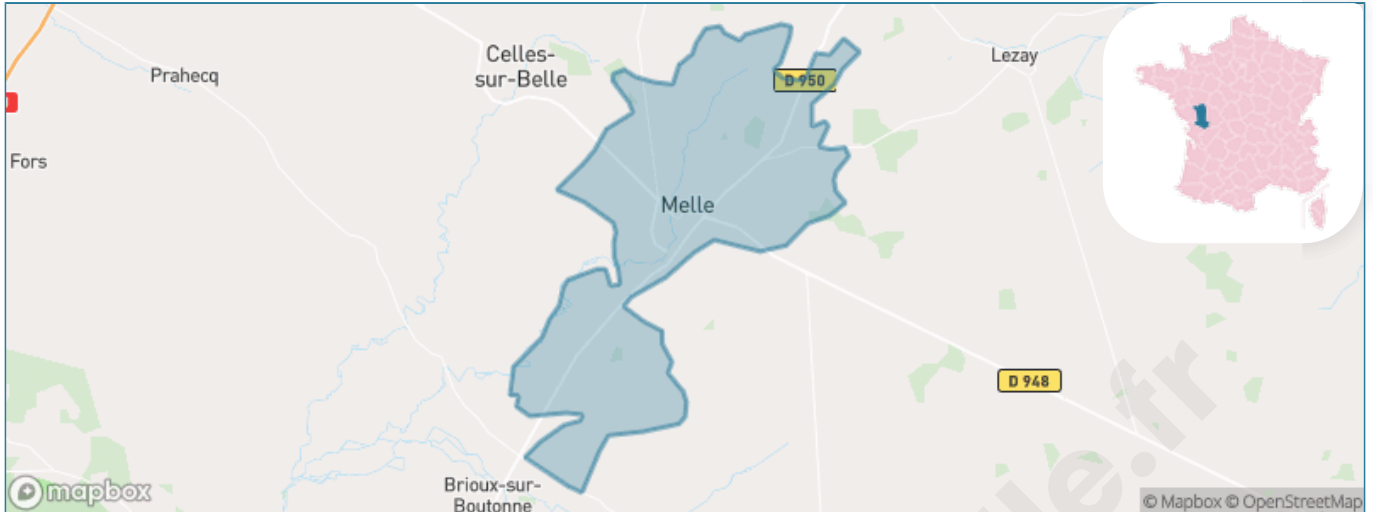 Celles-
sur-Belle
Prahecq
Lezay
D 950
Fors
Melle
D 948
Brioux-sur-
Boutonne
mapbox
© Mapbox © OpenStreetMap